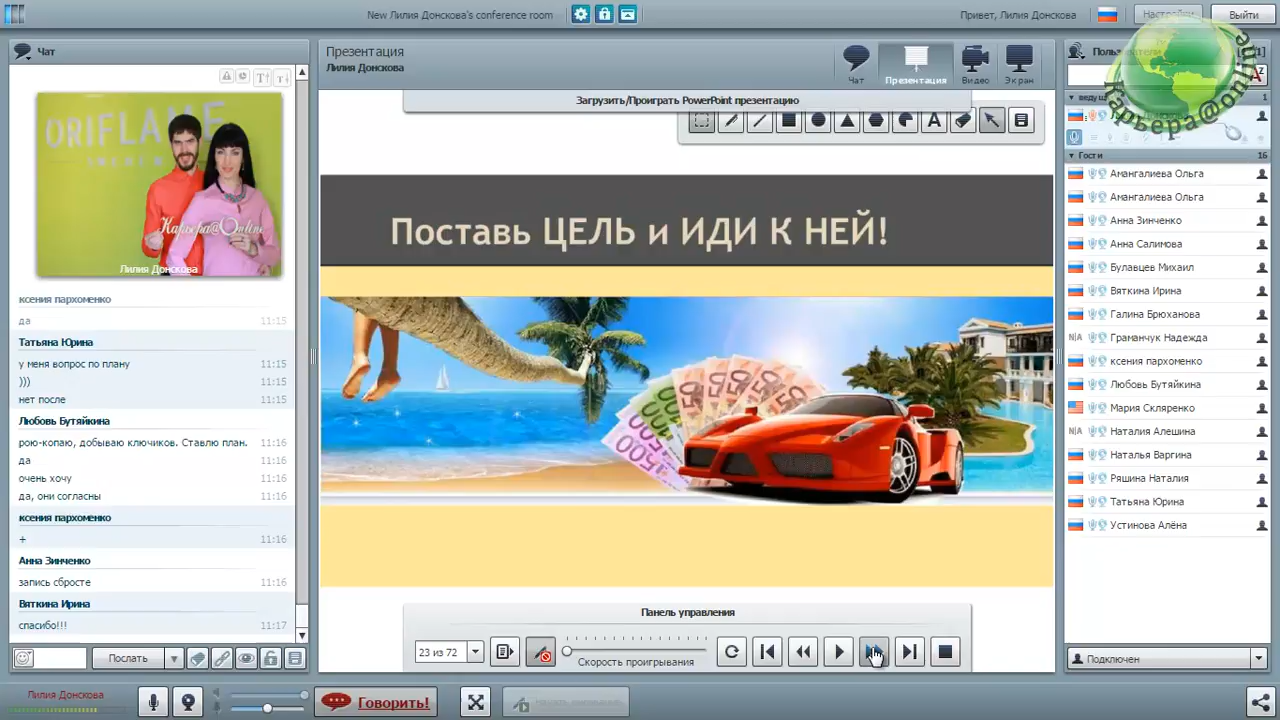 New Лилия Донскова's conference room
Привет, Лилия Донскова
Настройки
Выйти
Чат
ORIFLAME
SWEDEN
Карьера@Online
Лилия Донскова
ксения пархоменко
да 11:15
Татьяна Юрина
у меня вопрос по плану 11:15
))) 11:15
нет после 11:15
Любовь Бутяйкина
рою-копаю, добываю ключиков. Ставлю план. 11:16
да 11:16
очень хочу 11:16
да, они согласны 11:16
ксения пархоменко
+ 11:16
Анна Зинченко
запись сбросте 11:16
Вяткина Ирина
спасибо!!! 11:17
Послать
Презентация
Лилия Донскова
Чат
Презентация
Видео
Экран
Загрузить/Проиграть PowerPoint презентацию
Поставь ЦЕЛЬ и ИДИ К НЕЙ!
Панель управления
23 из 72
Скорость проигрывания
карьера@online
Гости 16
Амангалиева Ольга
Амангалиева Ольга
Анна Зинченко
Анна Салимова
Булавцев Михаил
Вяткина Ирина
Галина Брюханова
N|A Граманчук Надежда
ксения пархоменко
Любовь Бутяйкина
Мария Скляренко
N|A Наталия Алешина
Наталья Варгина
Ряшина Наталия
Татьяна Юрина
Устинова Алёна
Подключен
Лилия Донскова
Говорить!